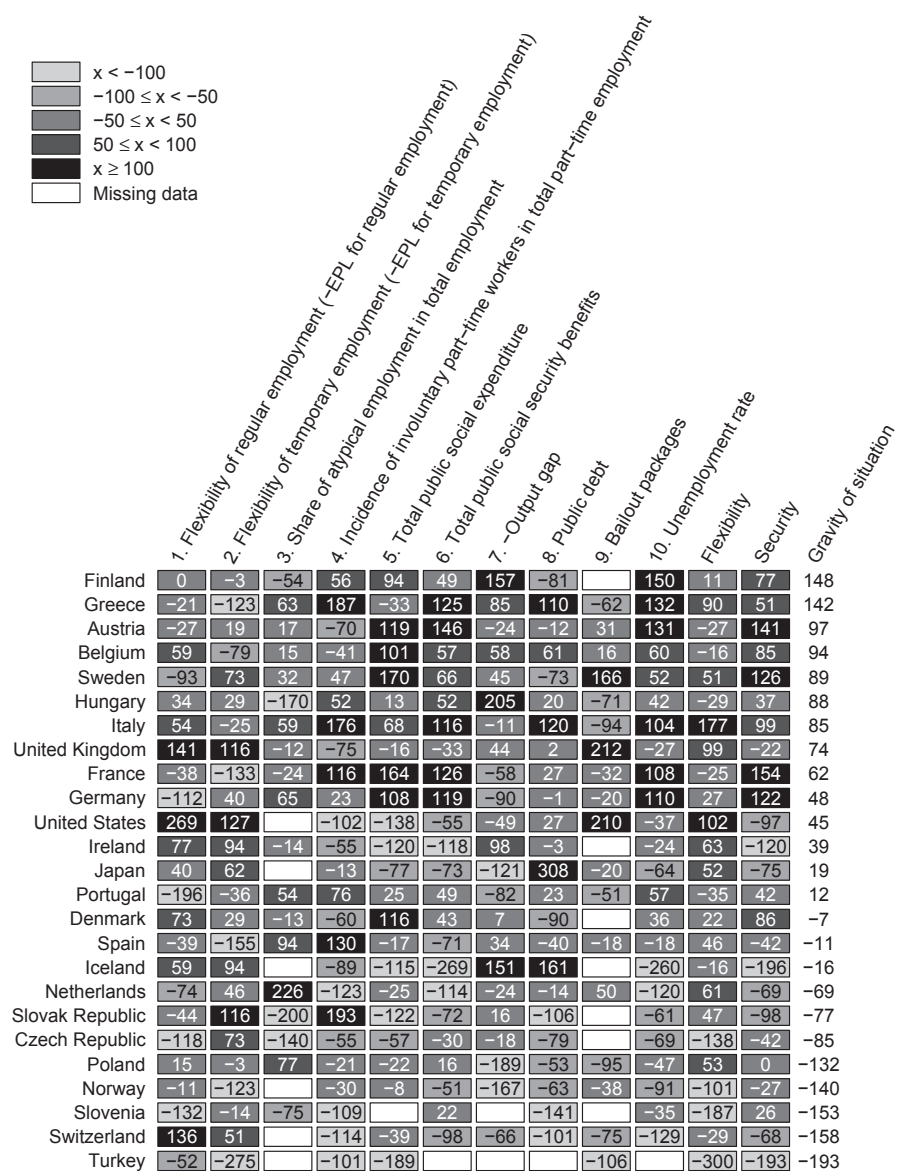 x < −100
−100 ≤ x < −50
−50 ≤ x < 50
50 ≤ x < 100
x ≥ 100
Missing data
1. Flexibility of regular employment (−EPL for regular employment)
2. Flexibility of temporary employment (−EPL for temporary employment)
3. Share of atypical employment in total employment
4. Incidence of involuntary part−time workers in total part−time employment
5. Total public social expenditure
6. Total public social security benefits
7. −Output gap
8. Public debt
9. Bailout packages
10. Unemployment rate
Flexibility
Security
Gravity of situation
Finland 0 −3 −54 56 94 49 157 −81 150 11 77 148
Greece −21 −123 63 187 −33 125 85 110 −62 132 90 51 142
Austria −27 19 17 −70 119 146 −24 −12 31 131 −27 141 97
Belgium 59 −79 15 −41 101 57 58 61 16 60 −16 85 94
Sweden −93 73 32 47 170 66 45 −73 166 52 51 126 89
Hungary 34 29 −170 52 13 52 205 20 −71 42 −29 37 88
Italy 54 −25 59 176 68 116 −11 120 −94 104 177 99 85
United Kingdom 141 116 −12 −75 −16 −33 44 2 212 −27 99 −22 74
France −38 −133 −24 116 164 126 −58 27 −32 108 −25 154 62
Germany −112 40 65 23 108 119 −90 −1 −20 110 27 122 48
United States 269 127 −102 −138 −55 −49 27 210 −37 102 −97 45
Ireland 77 94 −14 −55 −120 −118 98 −3 −24 63 −120 39
Japan 40 62 −13 −77 −73 −121 308 −20 −64 52 −75 19
Portugal −196 −36 54 76 25 49 −82 23 −51 57 −35 42 12
Denmark 73 29 −13 −60 116 43 7 −90 36 22 86 −7
Spain −39 −155 94 130 −17 −71 34 −40 −18 −18 46 −42 −11
Iceland 59 94 −89 −115 −269 151 161 −260 −16 −196 −16
Netherlands −74 46 226 −123 −25 −114 −24 −14 50 −120 61 −69 −69
Slovak Republic −44 116 −200 193 −122 −72 16 −106 −61 47 −98 −77
Czech Republic −118 73 −140 −55 −57 −30 −18 −79 −69 −138 −42 −85
Poland 15 −3 77 −21 −22 16 −189 −53 −95 −47 53 0 −132
Norway −11 −123 −30 −8 −51 −167 −63 −38 −91 −101 −27 −140
Slovenia −132 −14 −75 −109 22 −141 −35 −187 26 −153
Switzerland 136 51 −114 −39 −98 −66 −101 −75 −129 −29 −68 −158
Turkey −52 −275 −101 −189 −106 −300 −193 −193